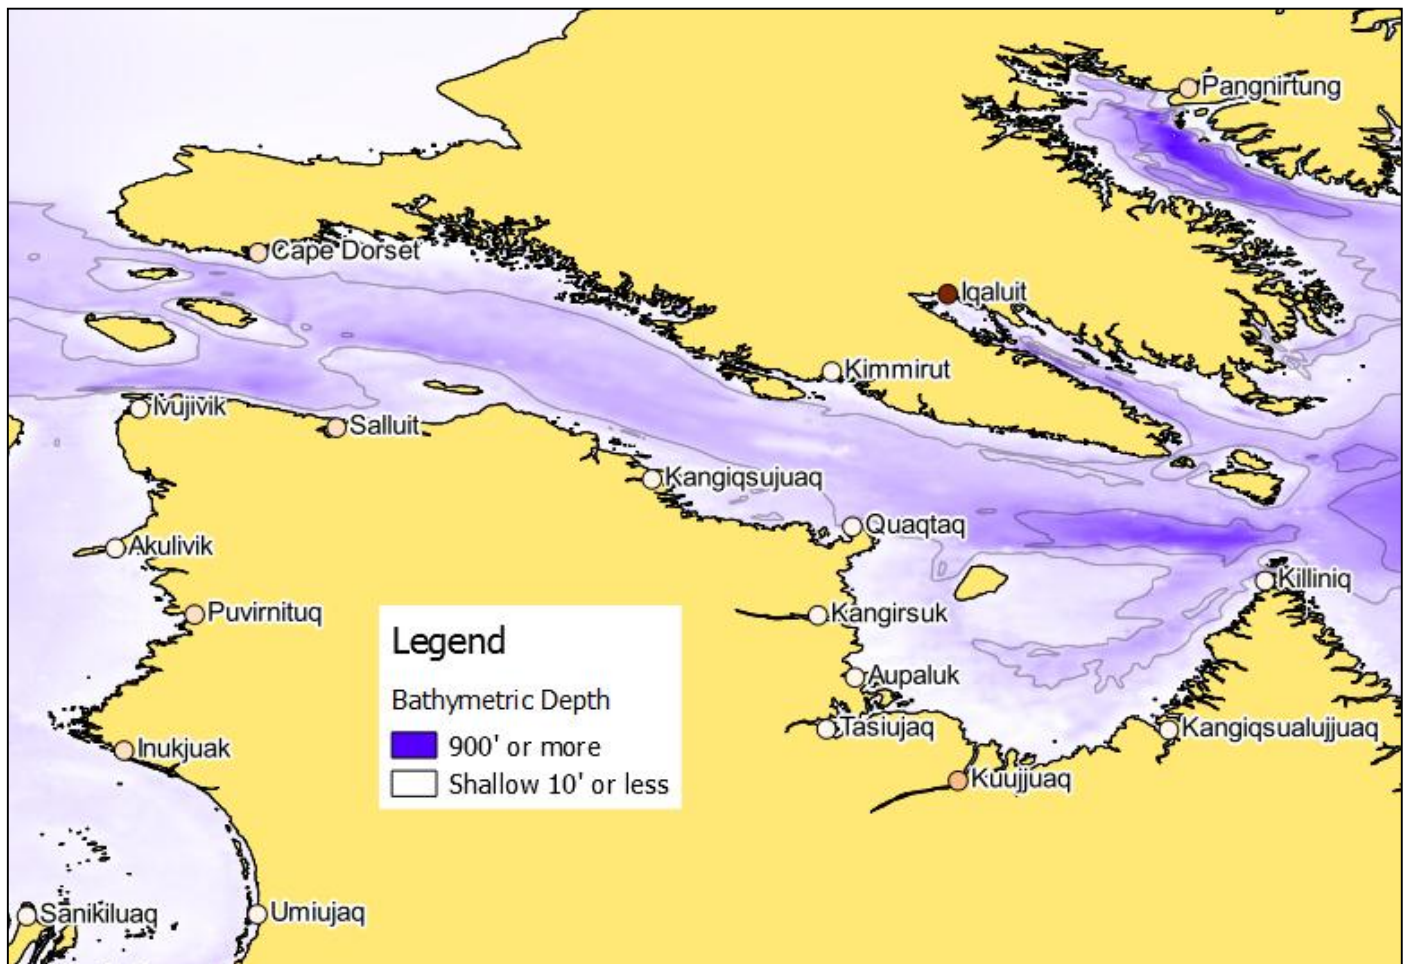 Pangnirtung
Cape Dorset
Iqaluit
Kimmirut
Ivujivik
Salluit
Kangiqsujuaq
Quaqtaq
Akulivik
Killiniq
Puvirnituq
Kangirsuk
Legend
Aupaluk
Bathymetric Depth
Tasiujaq
Kangiqsualujjuaq
900' or more
Inukjuak
Shallow 10' or less
Kuujjuaq
Sanikiluaq
Umiujaq